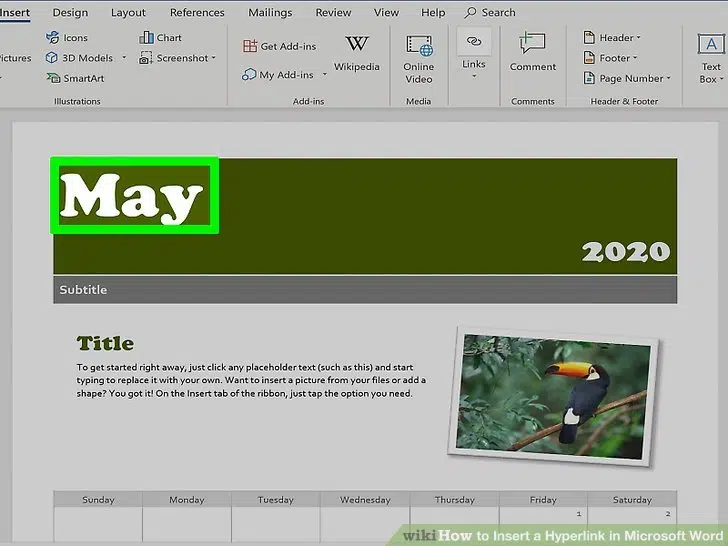 Insert Design Layout References Mailings Review View Help Search
Icons Chart Get Add-ins Header
ictures 3D Models Screenshot Wikipedia Online Video Links Comment Footer Text Box
SmartArt My Add-ins Page Number
Illustrations Add-ins Media Comments Header & Footer
May
2020
Subtitle
Title
To get started right away, just click any placeholder text (such as this) and start
typing to replace it with your own. Want to insert a picture from your files or add a
shape? You got it! On the Insert tab of the ribbon, just tap the option you need.
Sunday Monday Tuesday Wednesday Thursday Friday Saturday
1 2
wikiHow to Insert a Hyperlink in Microsoft Word